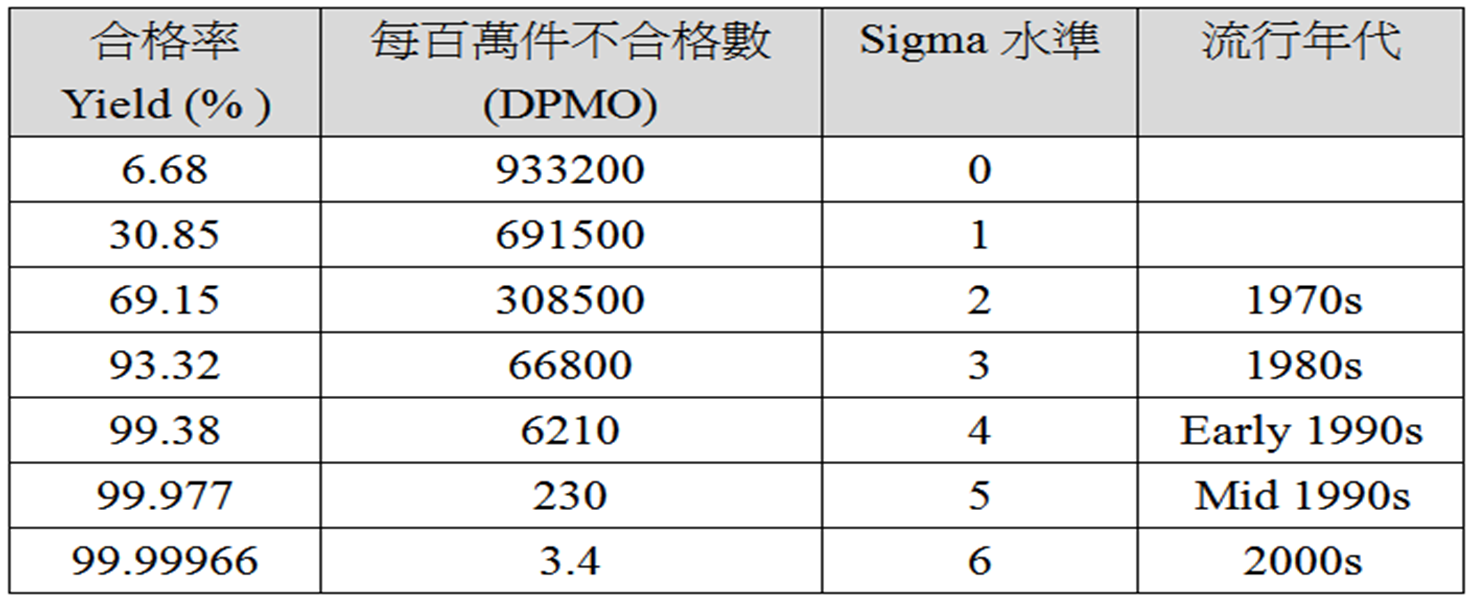 合格率 每百萬件不合格數 Sigma 水準 流行年代
Yield (% ) (DPMO)
6.68 933200 0
30.85 691500 1
69.15 308500 2 1970s
93.32 66800 3 1980s
99.38 6210 4 Early 1990s
99.977 230 5 Mid 1990s
99.99966 3.4 6 2000s